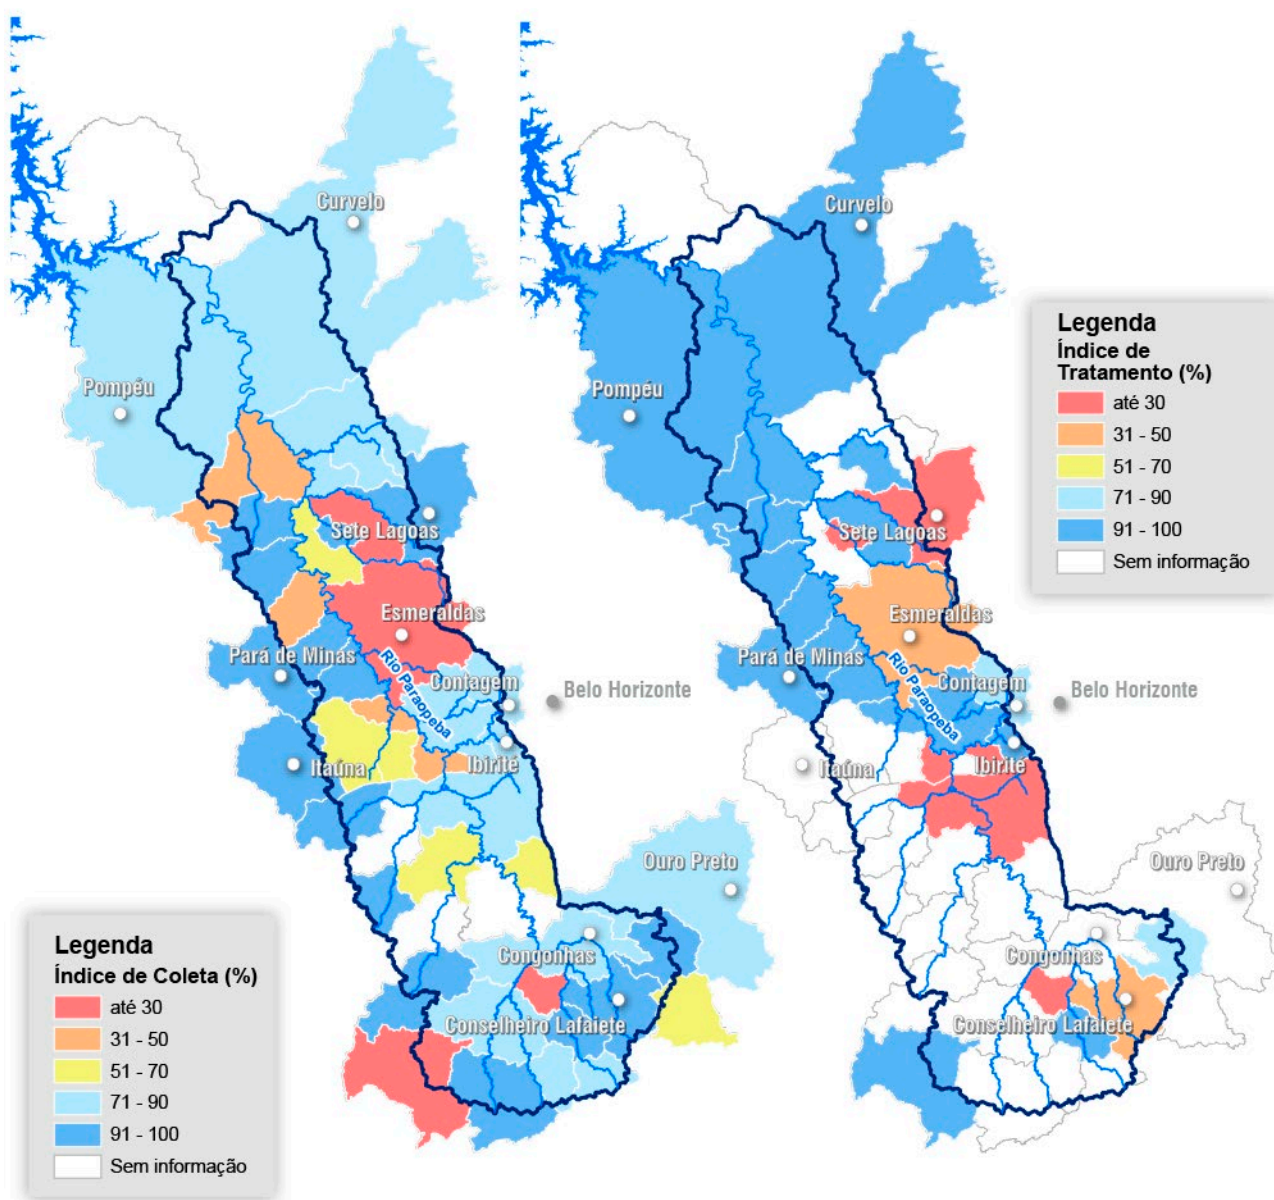 Curvelo
Pompéu
Sete Lagoas
Esmeraldas
Pará de Minas
Rio Paraopeba
Contagem
Belo Horizonte
Itaúna
Ibirité
Ouro Preto
Congonhas
Conselheiro Lafaiete
Legenda
Índice de Coleta (%)
até 30
31 - 50
51 - 70
71 - 90
91 - 100
Sem informação
Curvelo
Pompéu
Sete Lagoas
Esmeraldas
Pará de Minas
Rio Paraopeba
Contagem
Belo Horizonte
Itaúna
Ibirité
Ouro Preto
Congonhas
Conselheiro Lafaiete
Legenda
Índice de
Tratamento (%)
até 30
31 - 50
51 - 70
71 - 90
91 - 100
Sem informação